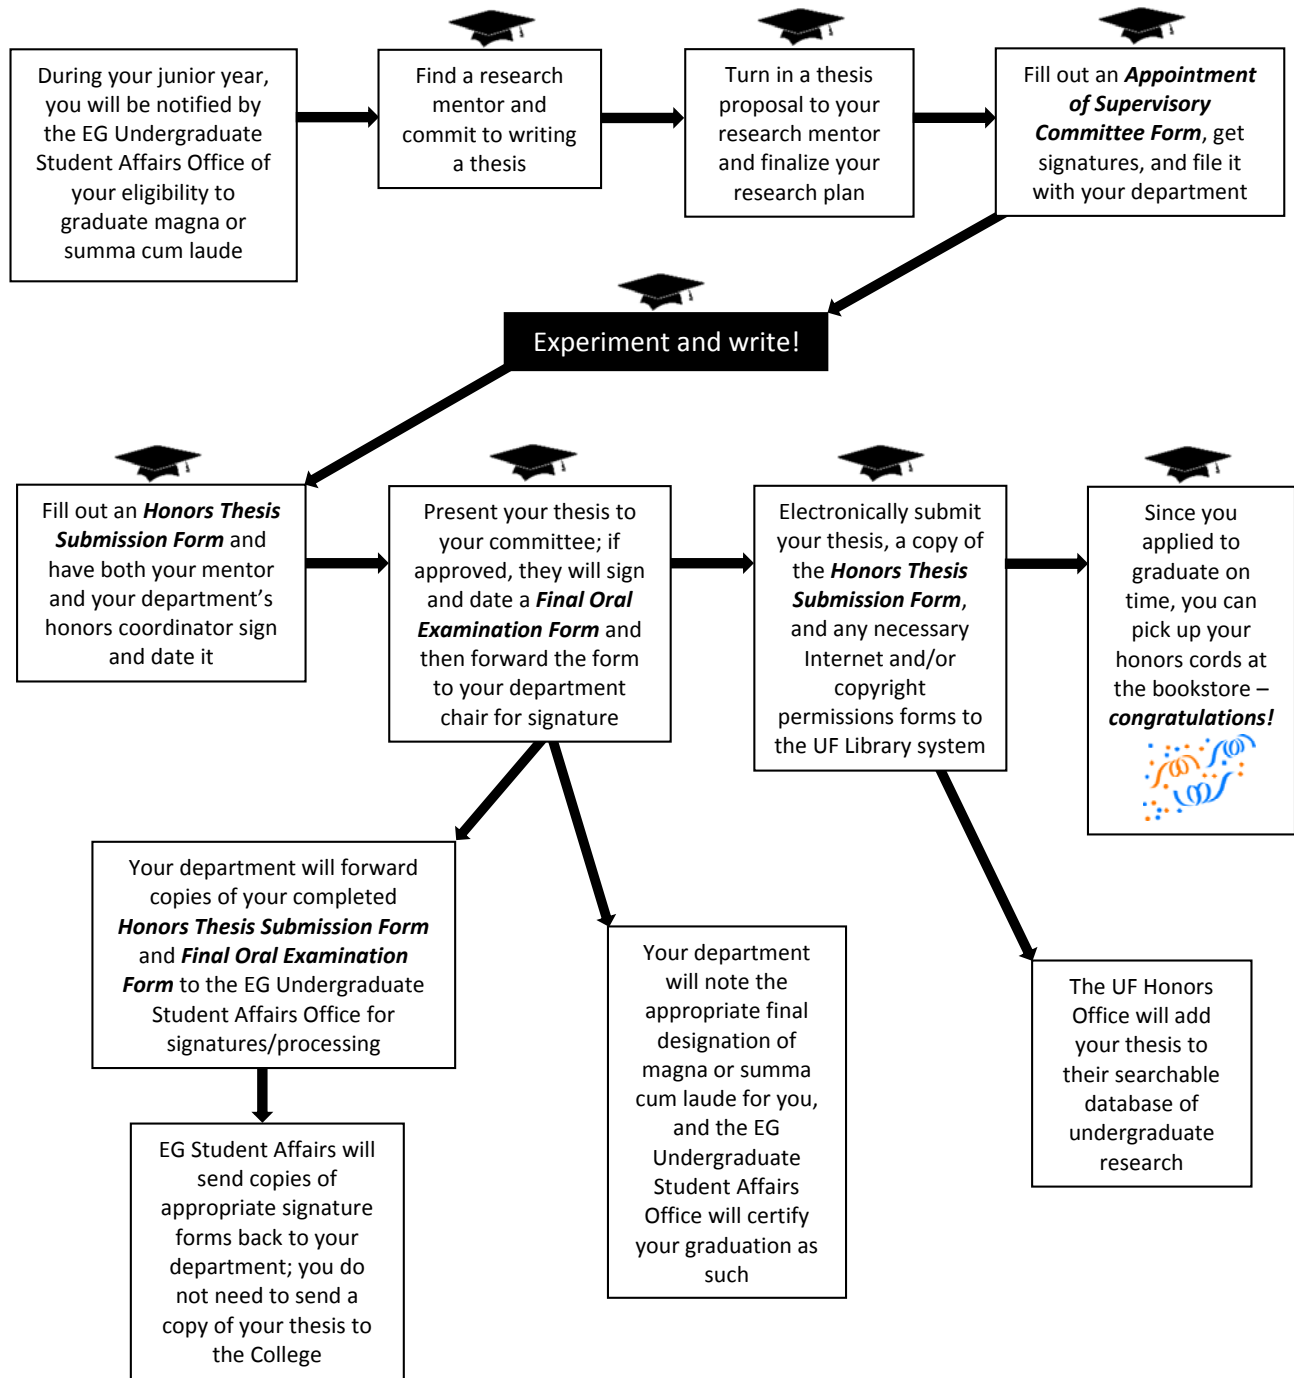 During your junior year,
you will be notified by
the EG Undergraduate
Student Affairs Office of
your eligibility to
graduate magna or
summa cum laude
Find a research
mentor and
commit to writing
a thesis
Turn in a thesis
proposal to your
research mentor
and finalize your
research plan
Fill out an Appointment
of Supervisory
Committee Form, get
signatures, and file it
with your department
Experiment and write!
Fill out an Honors Thesis
Submission Form and
have both your mentor
and your department’s
honors coordinator sign
and date it
Present your thesis to
your committee; if
approved, they will sign
and date a Final Oral
Examination Form and
then forward the form
to your department
chair for signature
Electronically submit
your thesis, a copy of
the Honors Thesis
Submission Form,
and any necessary
Internet and/or
copyright
permissions forms to
the UF Library system
Since you
applied to
graduate on
time, you can
pick up your
honors cords at
the bookstore –
congratulations!
Your department will forward
copies of your completed
Honors Thesis Submission Form
and Final Oral Examination
Form to the EG Undergraduate
Student Affairs Office for
signatures/processing
Your department
will note the
appropriate final
designation of
magna or summa
cum laude for you,
and the EG
Undergraduate
Student Affairs
Office will certify
your graduation as
such
The UF Honors
Office will add
your thesis to
their searchable
database of
undergraduate
research
EG Student Affairs will
send copies of
appropriate signature
forms back to your
department; you do
not need to send a
copy of your thesis to
the College